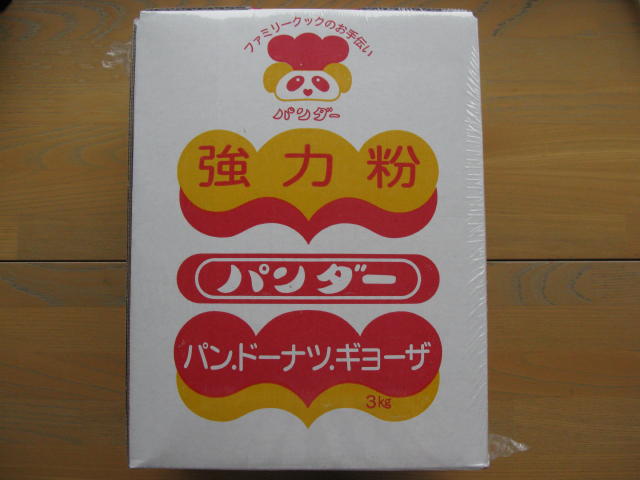 ファミリークックのお手伝い
パンダー
強力粉
パンダー
パン.ドーナツ.ギョーザ
3kg